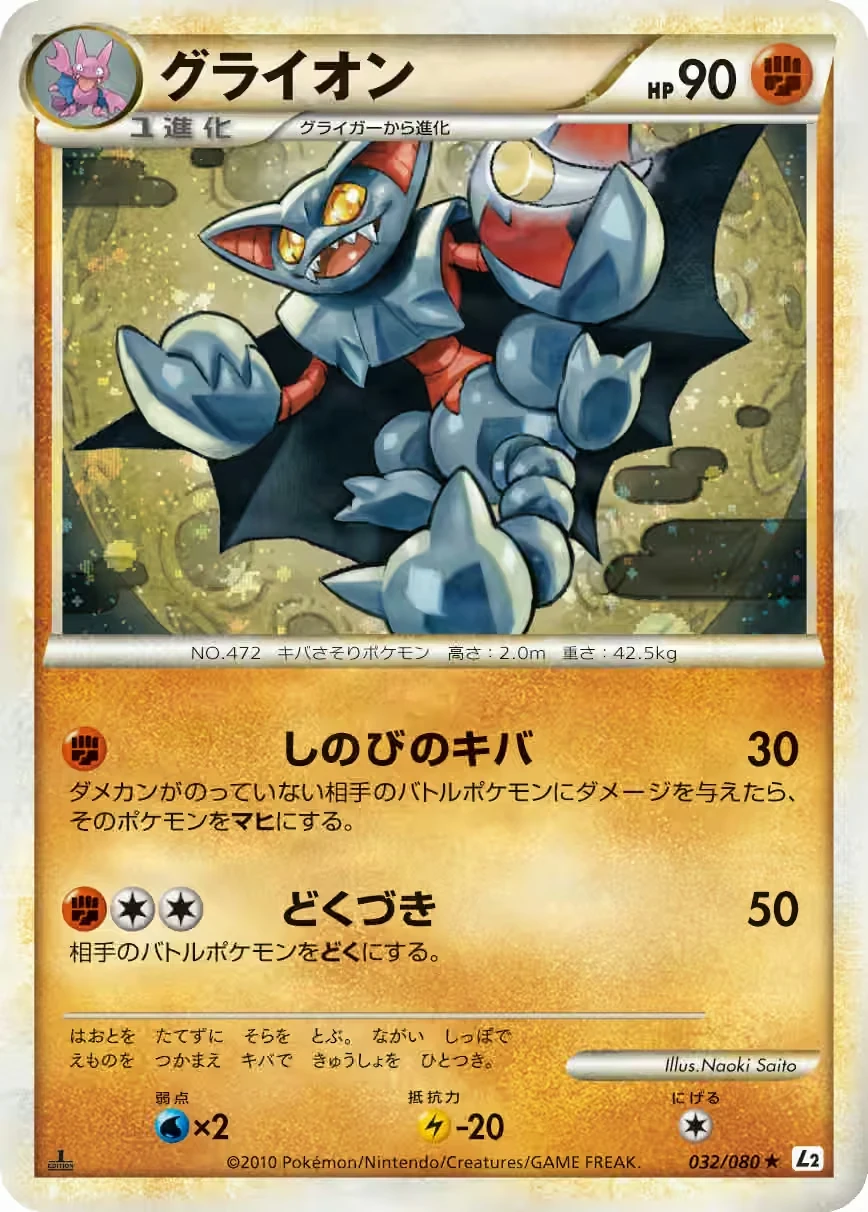 グライオン
HP90
1進化
グライガーから進化
NO.472 キバさそりポケモン 高さ：2.0m 重さ：42.5kg
しのびのキバ 30
ダメカンがのっていない相手のバトルポケモンにダメージを与えたら、
そのポケモンをマヒにする。
どくづき 50
相手のバトルポケモンをどくにする。
はおとを たてずに そらを とぶ。 ながい しっぽで
えものを つかまえ キバで きゅうしょを ひとつき。
Illus.Naoki Saito
弱点 抵抗力 にげる
×2 -20
1 EDITION ©2010 Pokémon/Nintendo/Creatures/GAME FREAK. 032/080 ★ L2